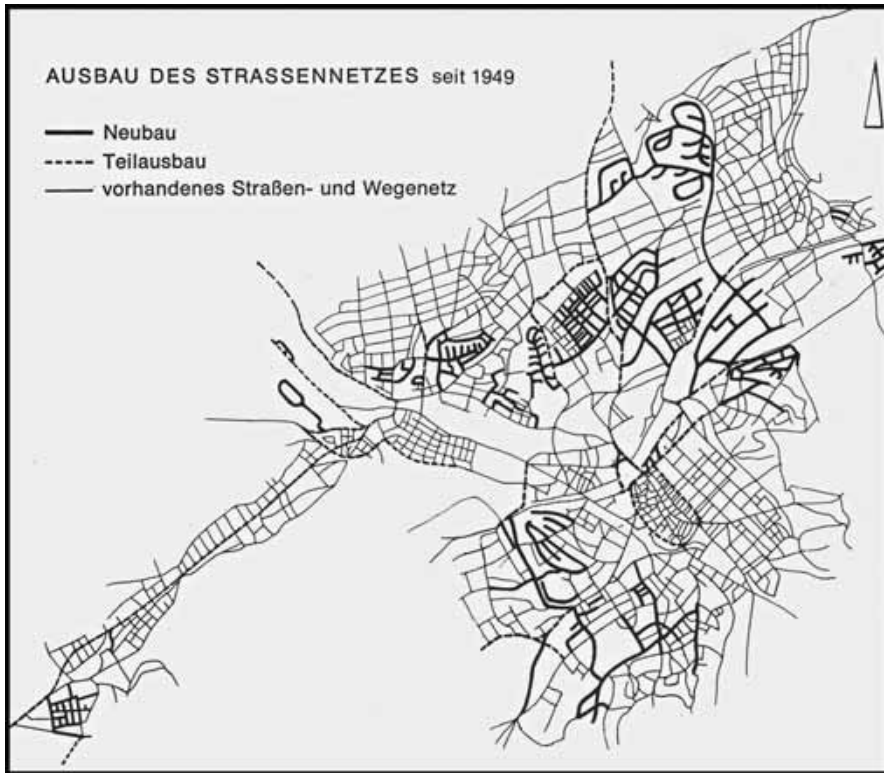 AUSBAU DES STRASSENNETZES seit 1949
Neubau
Teilausbau
vorhandenes Straßen- und Wegenetz